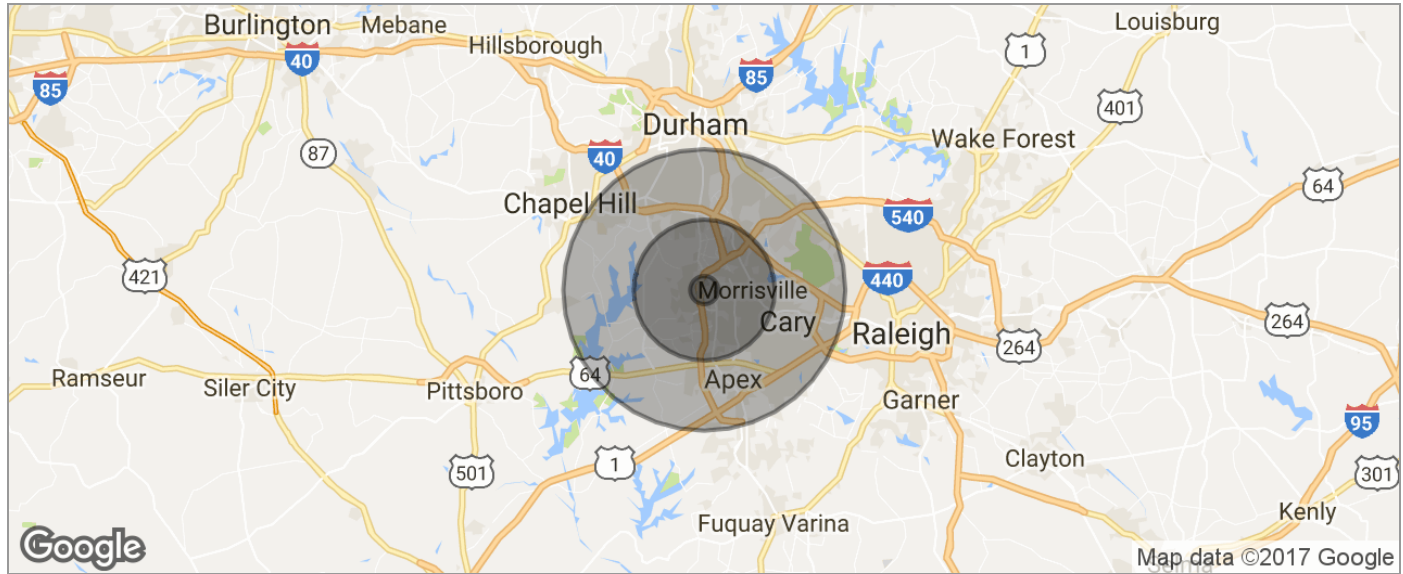 Burlington
Mebane
Louisburg
Hillsborough
1
40
85
85
401
Durham
Wake Forest
87
40
64
Chapel Hill
540
421
440
Morrisville
264
Cary
Raleigh
264
64
Ramseur
Apex
Siler City
Pittsboro
Garner
95
Clayton
1
501
301
Kenly
Fuquay Varina
Google
Map data ©2017 Google
Selma